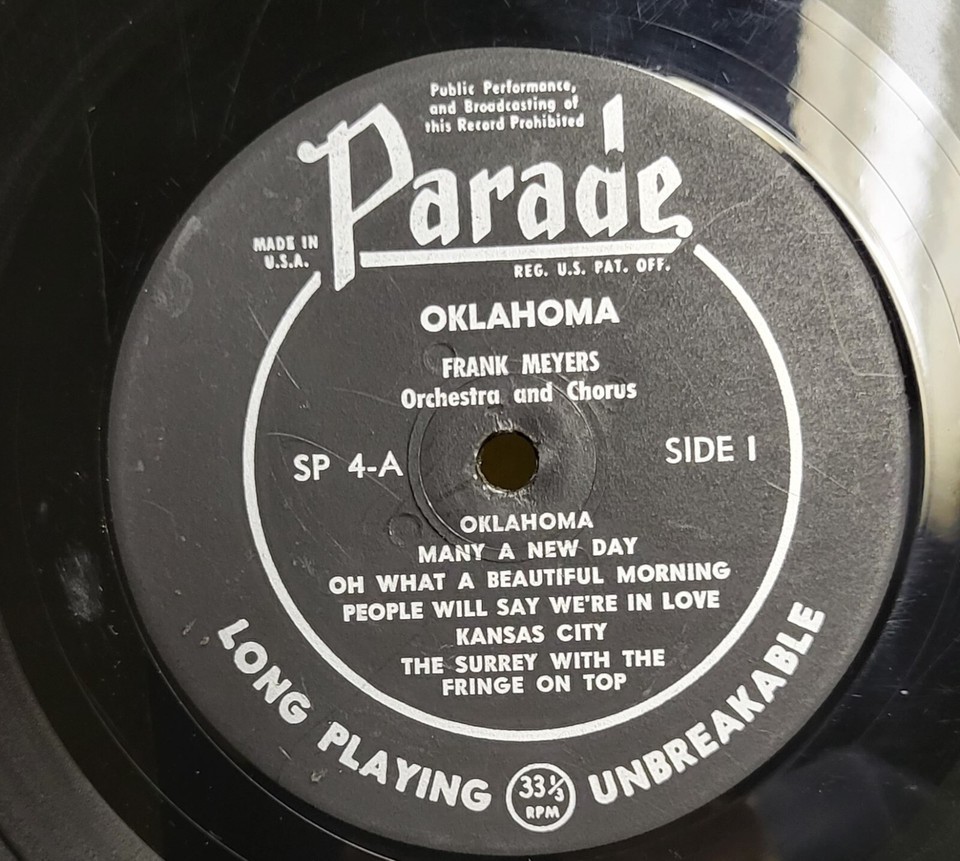 Public Performance,
and Broadcasting of
this Record Prohibited
Parade
MADE IN
U.S.A.
REG. U.S. PAT. OFF.
OKLAHOMA
FRANK MEYERS
Orchestra and Chorus
SP 4-A
SIDE 1
OKLAHOMA
MANY A NEW DAY
OH WHAT A BEAUTIFUL MORNING
PEOPLE WILL SAY WE'RE IN LOVE
KANSAS CITY
THE SURREY WITH THE
FRINGE ON TOP
LONG PLAYING
33⅓
RPM
UNBREAKABLE